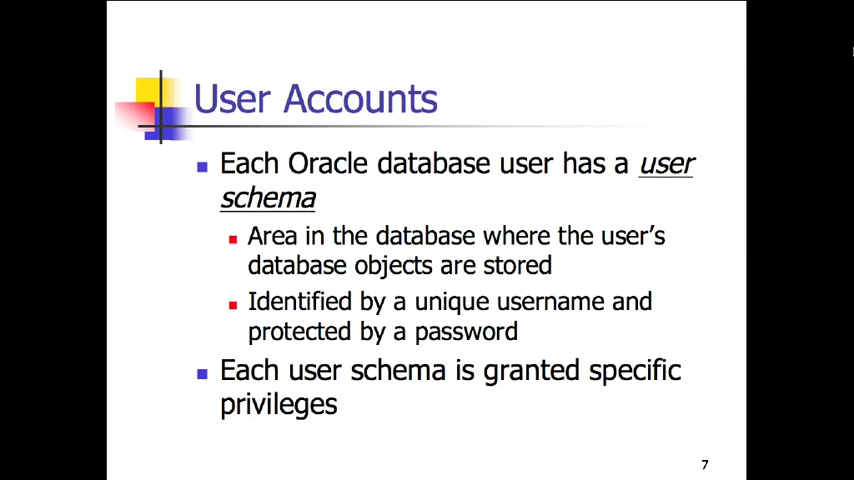 User Accounts
Each Oracle database user has a user
schema
Area in the database where the user’s
database objects are stored
Identified by a unique username and
protected by a password
Each user schema is granted specific
privileges
7